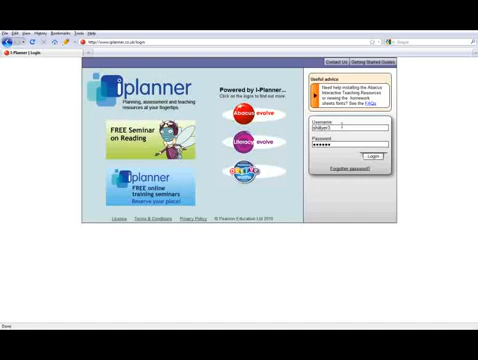 File Edit View History Bookmarks Tools Help
http://www.iplanner.co.uk/login
I-Planner | Login
Contact Us Getting Started Guides
iplanner
Planning, assessment and teaching
resources at your fingertips
Powered by I-Planner...
Click on the logos to find out more.
Abacus evolve
Literacy evolve
FREE Seminar
on Reading
iplanner
FREE online
training seminars
Reserve your place!
Useful advice
Need help installing the Abacus
Interactive Teaching Resources
or viewing the homework
sheets fonts? See the FAQs
Username:
Password
Login
Forgotten password?
License Terms & Conditions Privacy Policy © Pearson Education Ltd 2010
Done